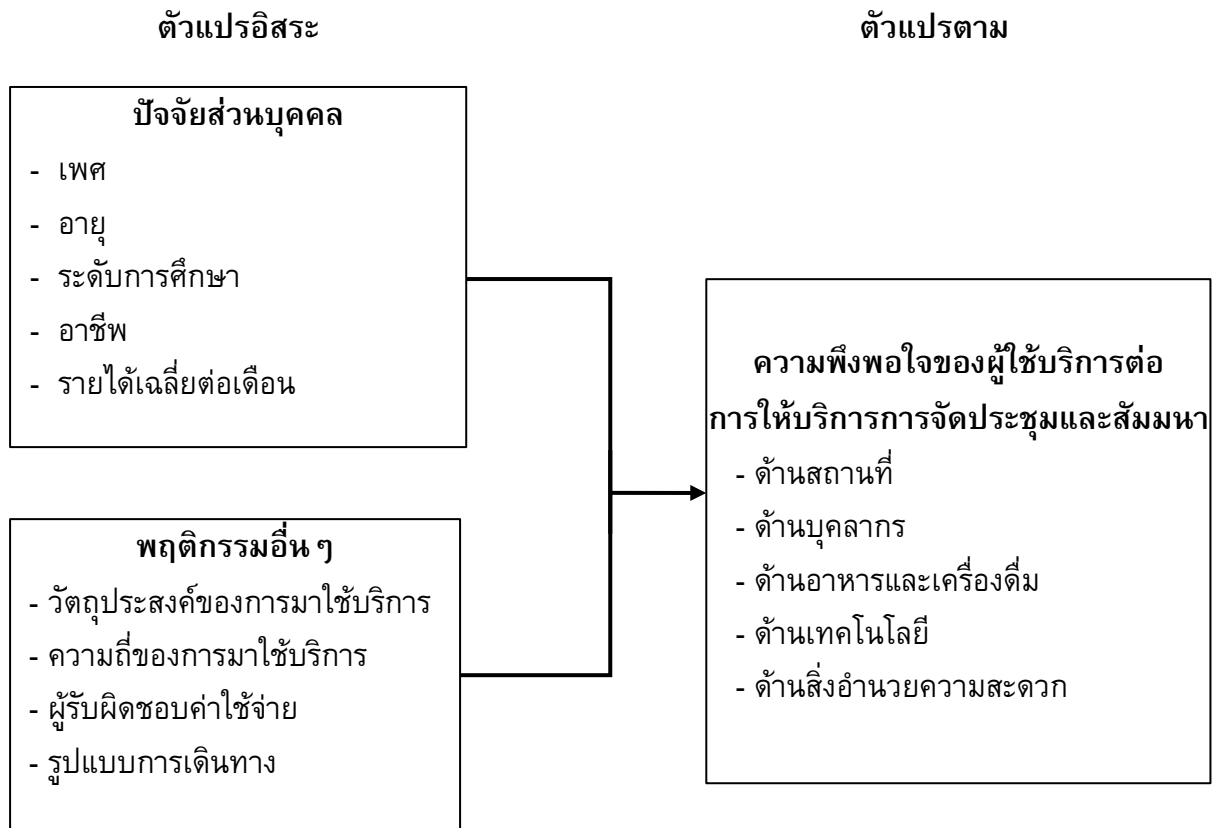 ตัวแปรอิสระ
ตัวแปรตาม
ปัจจัยส่วนบุคคล
- เพศ
- อายุ
- ระดับการศึกษา
- อาชีพ
- รายได้เฉลี่ยต่อเดือน
พฤติกรรมอื่น ๆ
- วัตถุประสงค์ของการมาใช้บริการ
- ความถี่ของการมาใช้บริการ
- ผู้รับผิดชอบค่าใช้จ่าย
- รูปแบบการเดินทาง
ความพึงพอใจของผู้ใช้บริการต่อ
การให้บริการการจัดประชุมและสัมมนา
- ด้านสถานที่
- ด้านบุคลากร
- ด้านอาหารและเครื่องดื่ม
- ด้านเทคโนโลยี
- ด้านสิ่งอำนวยความสะดวก